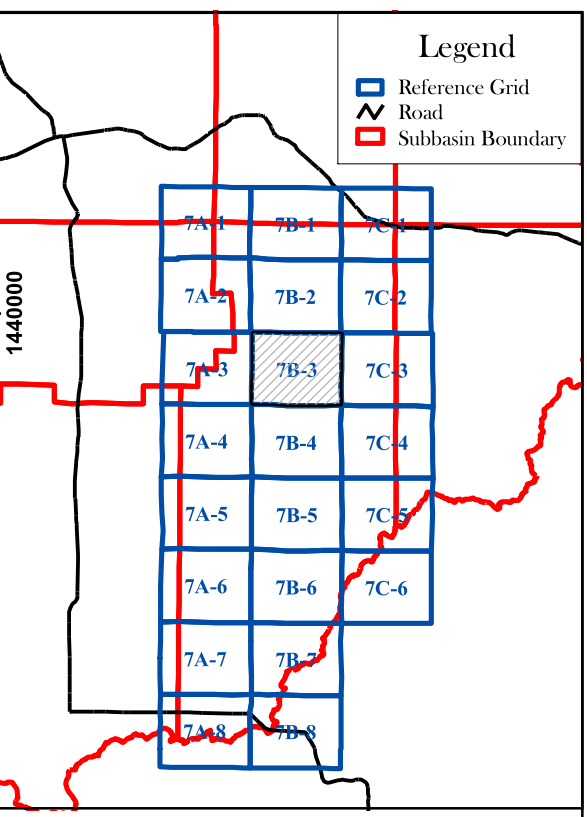 Legend
Reference Grid
Road
Subbasin Boundary
7A-1 7B-1 7C-1
7A-2 7B-2 7C-2
1440000
7A-3 7B-3 7C-3
7A-4 7B-4 7C-4
7A-5 7B-5 7C-5
7A-6 7B-6 7C-6
7A-7 7B-7
7A-8 7B-8